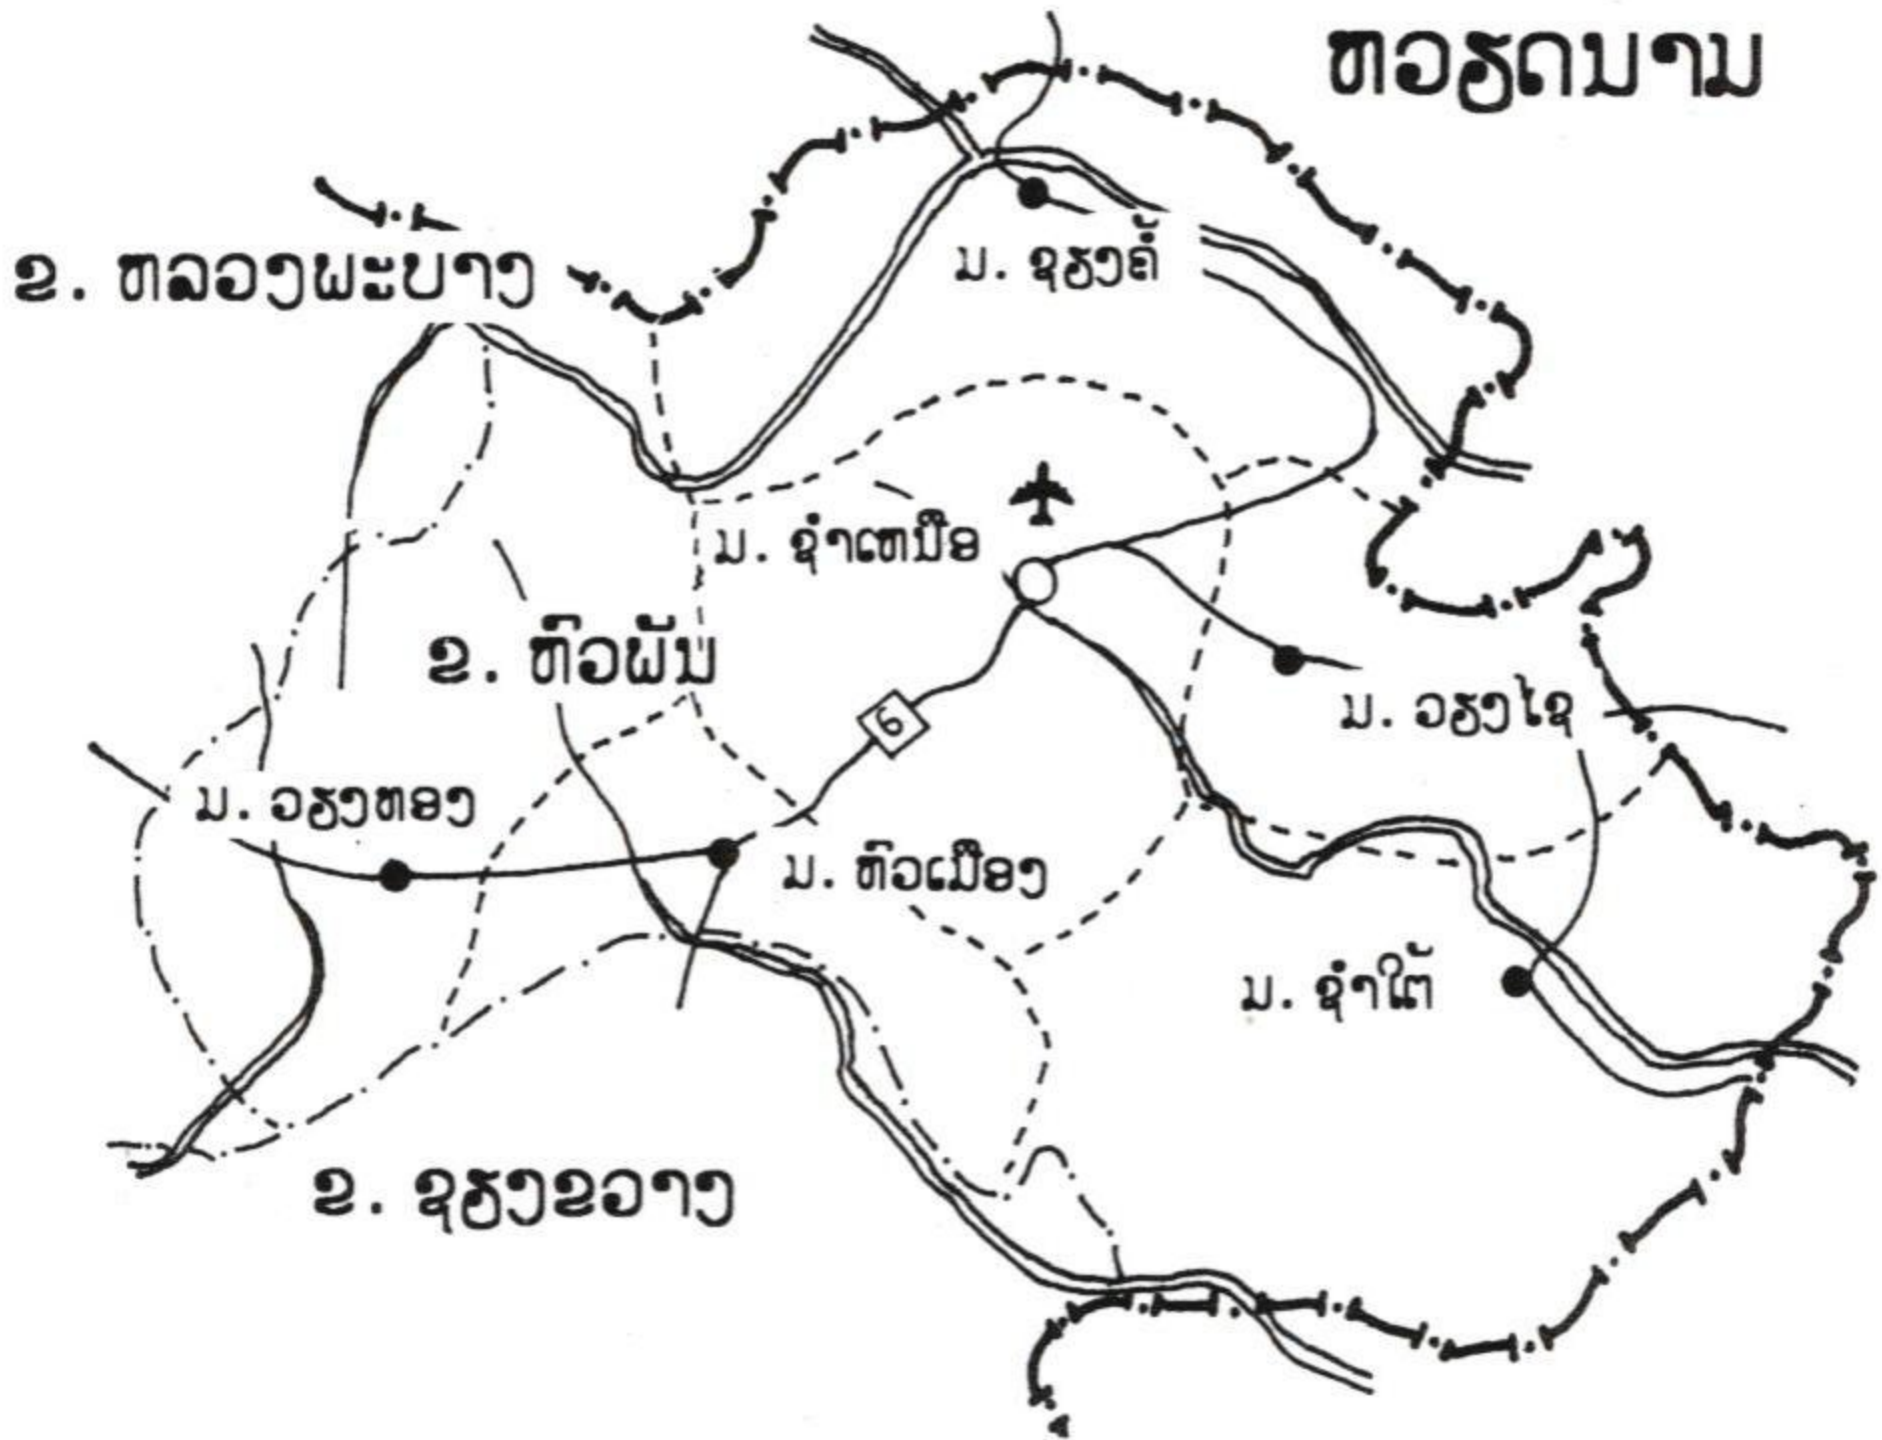 ຫວຽດນາມ
ຂ. ຫລວງພະບາງ
ມ. ຊຽງຄໍ້
ມ. ຊຳເຫນືອ
ຂ. ຫົວພັນ
6
ມ. ວຽງໄຊ
ມ. ວຽງທອງ
ມ. ຫົວເມືອງ
ມ. ຊຳໃຕ້
ຂ. ຊຽງຂວາງ